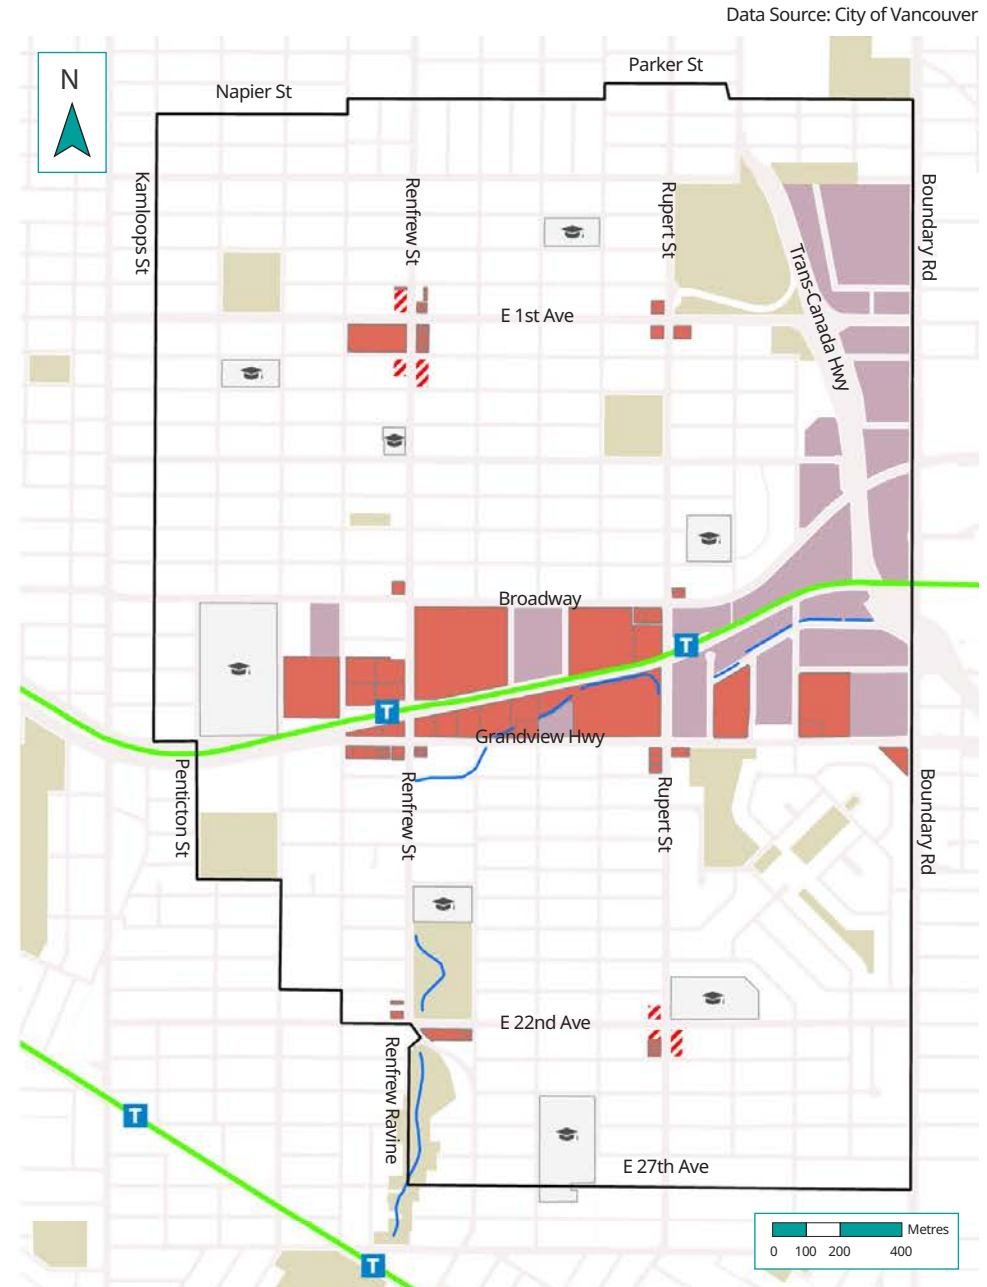 Data Source: City of Vancouver
N
Parker St
Napier St
Kamloops St
Renfrew St
Rupert St
Boundary Rd
Trans-Canada Hwy
E 1st Ave
Broadway
T
T
Grandview Hwy
Penticton St
Renfrew St
Rupert St
Boundary Rd
E 22nd Ave
Renfrew Ravine
T
E 27th Ave
Metres
0 100 200 400
T